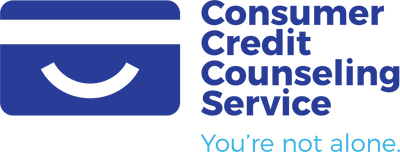 Consumer
Credit
Counseling
Service
You're not alone.